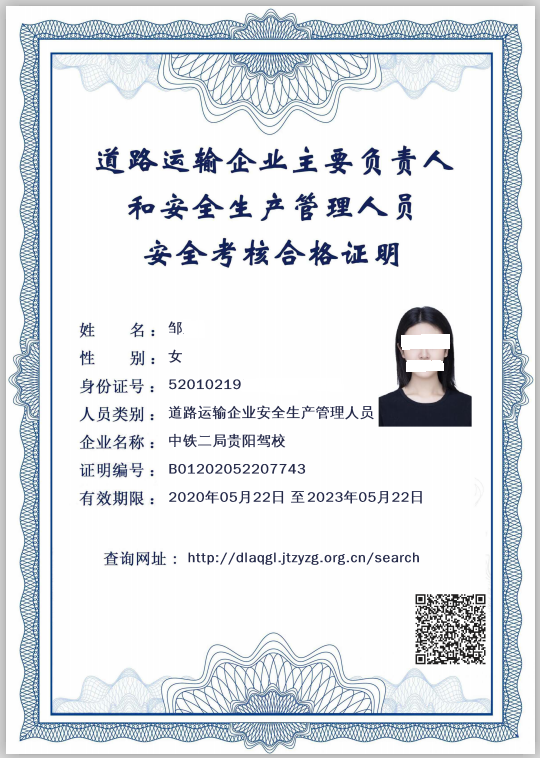 道路运输企业主要负责人
和安全生产管理人员
安全考核合格证明
姓 名：邹
性 别：女
身份证号：52010219
人员类别：道路运输企业安全生产管理人员
企业名称：中铁二局贵阳驾校
证明编号：B01202052207743
有效期限：2020年05月22日 至2023年05月22日
查询网址：http://dlaqgl.jtzyzg.org.cn/search